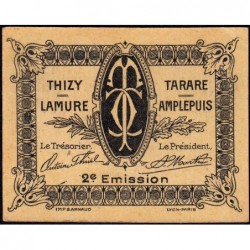 THIZY TARARE
LAMURE AMPLEPUIS
Le Trésorier. Le Président.
2e Emission
IMP. BARNAUD LYON-PARIS